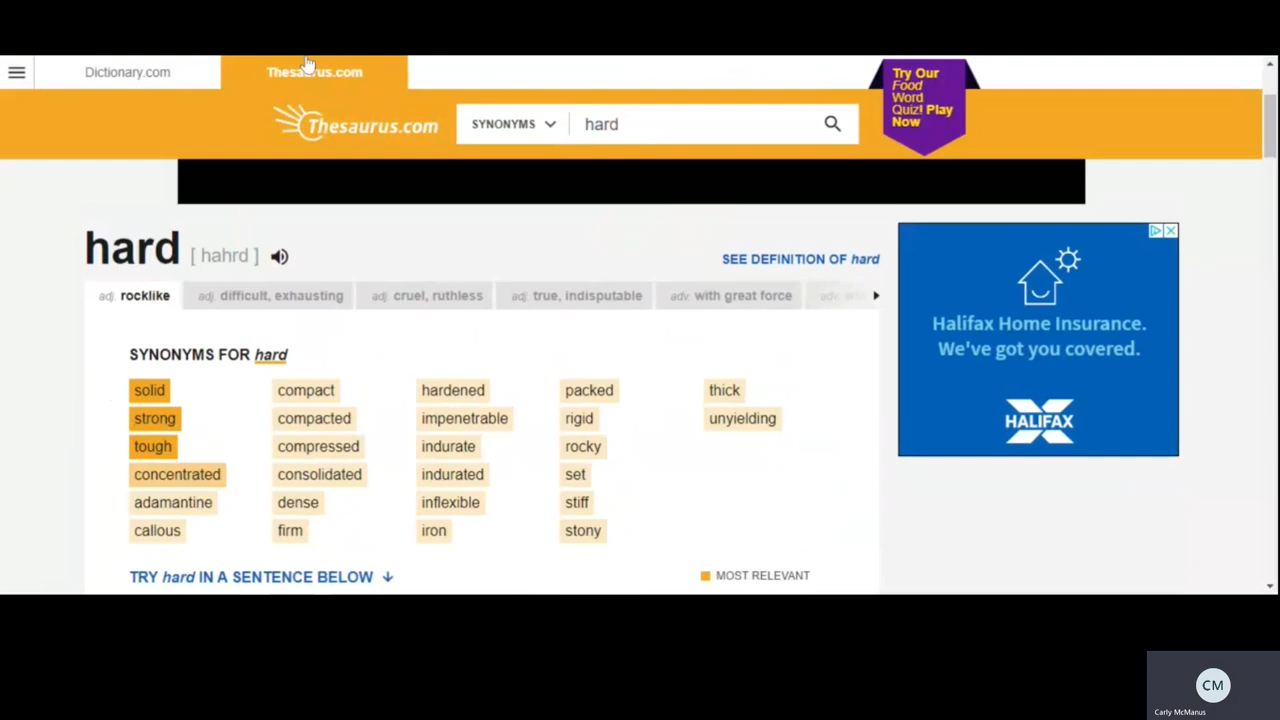 Dictionary.com
Thesaurus.com
Thesaurus.com
SYNONYMS
hard
Try Our
Food
Word
Quiz! Play
Now
hard [ hahrd ]
SEE DEFINITION OF hard
adj. rocklike
adj. difficult, exhausting
adj. cruel, ruthless
adj. true, indisputable
adv. with great force
adv.
SYNONYMS FOR hard
solid
strong
tough
concentrated
adamantine
callous
compact
compacted
compressed
consolidated
dense
firm
hardened
impenetrable
indurate
indurated
inflexible
iron
packed
rigid
rocky
set
stiff
stony
thick
unyielding
TRY hard IN A SENTENCE BELOW
MOST RELEVANT
Halifax Home Insurance.
We've got you covered.
HALIFAX
CM
Carly McManus